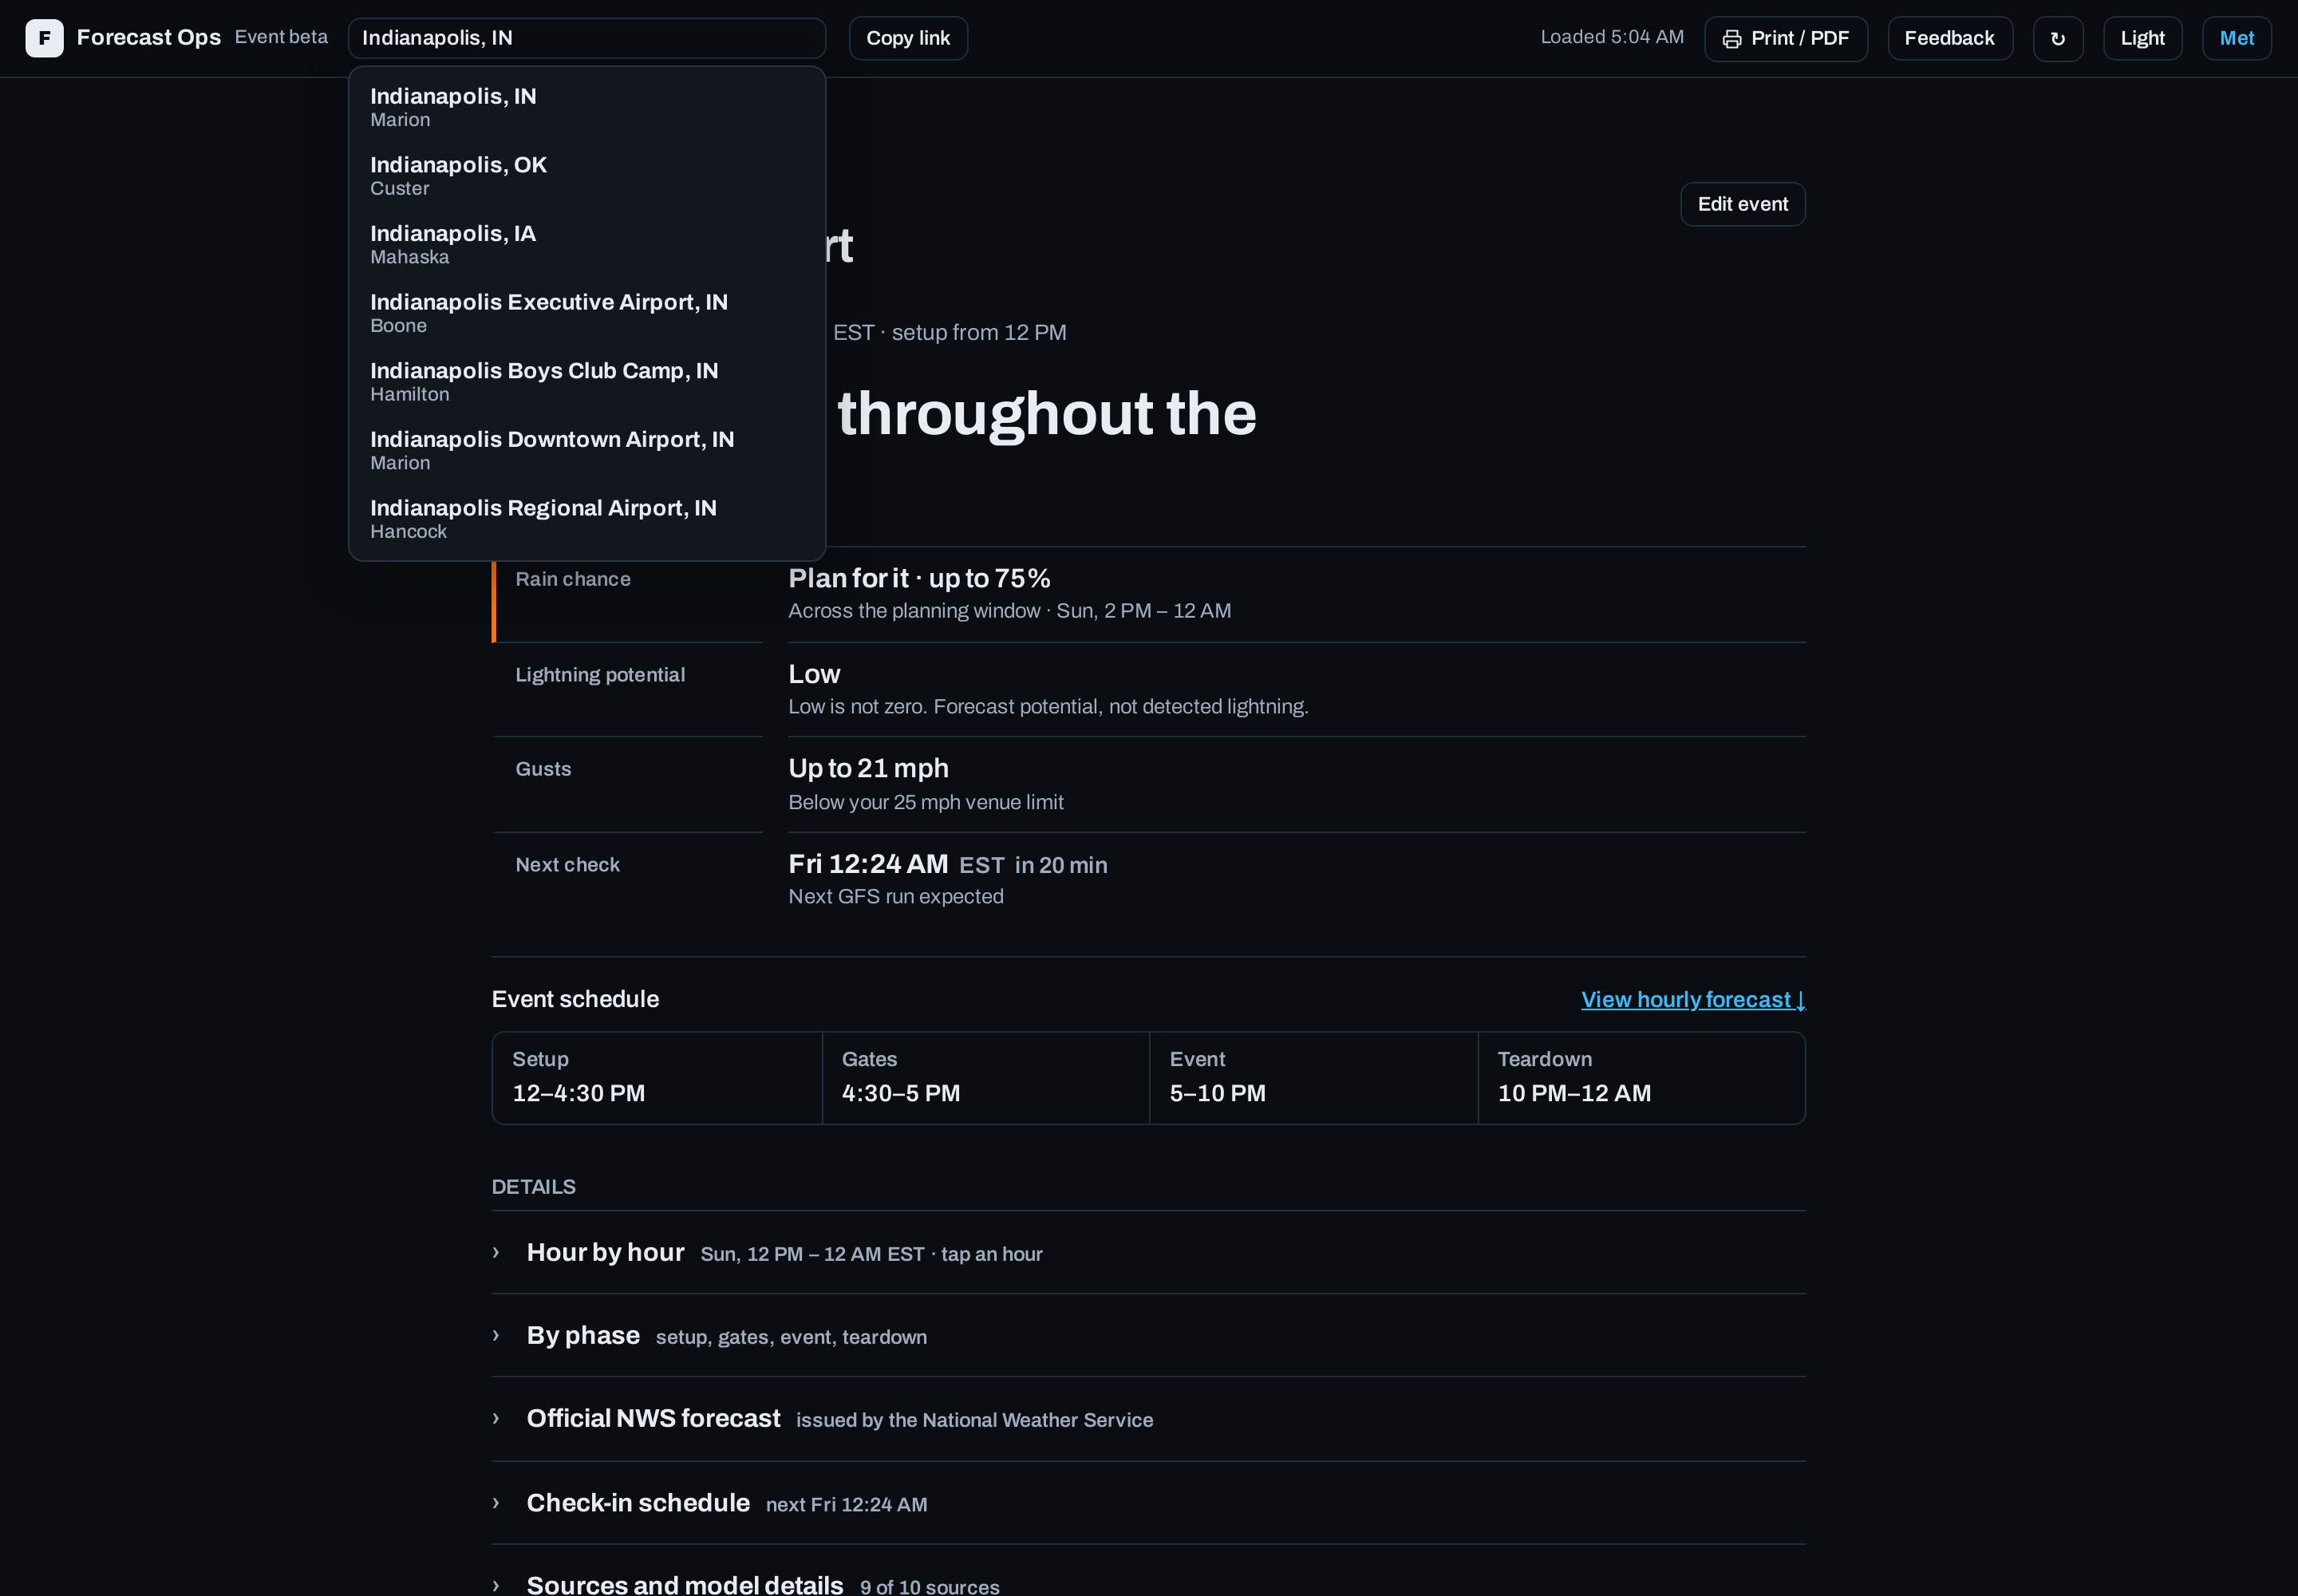 F Forecast Ops Event beta Indianapolis, IN Copy link Loaded 5:04 AM Print / PDF Feedback ↻ Light Met
Indianapolis, IN
Marion
Indianapolis, OK
Custer
Indianapolis, IA
Mahaska
Indianapolis Executive Airport, IN
Boone
Indianapolis Boys Club Camp, IN
Hamilton
Indianapolis Downtown Airport, IN
Marion
Indianapolis Regional Airport, IN
Hancock
Edit event
rt
EST · setup from 12 PM
throughout the
Rain chance
Plan for it · up to 75%
Across the planning window · Sun, 2 PM – 12 AM
Lightning potential
Low
Low is not zero. Forecast potential, not detected lightning.
Gusts
Up to 21 mph
Below your 25 mph venue limit
Next check
Fri 12:24 AM EST in 20 min
Next GFS run expected
Event schedule
View hourly forecast ↓
Setup
12–4:30 PM
Gates
4:30–5 PM
Event
5–10 PM
Teardown
10 PM–12 AM
DETAILS
› Hour by hour Sun, 12 PM – 12 AM EST · tap an hour
› By phase setup, gates, event, teardown
› Official NWS forecast issued by the National Weather Service
› Check-in schedule next Fri 12:24 AM
› Sources and model details 9 of 10 sources